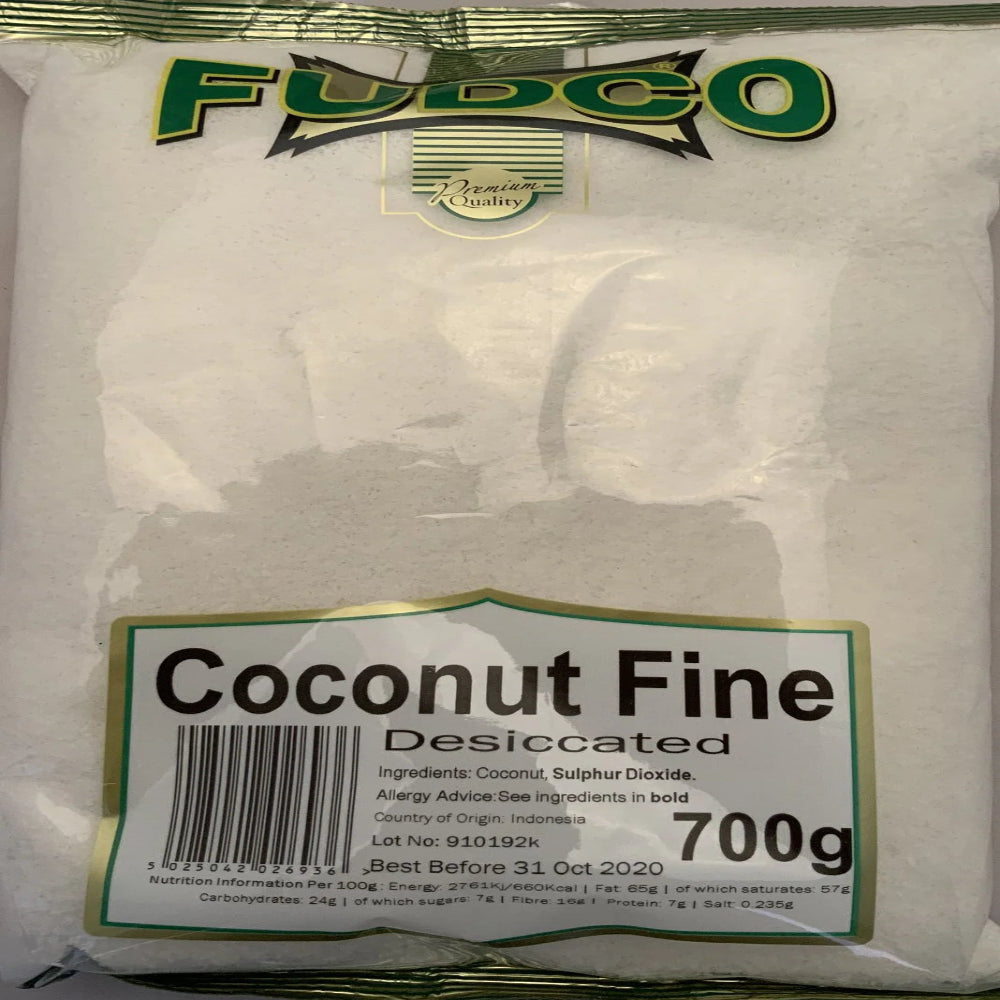 FUDCO
®
Premium
Quality
Coconut Fine
Desiccated
Ingredients: Coconut, Sulphur Dioxide.
Allergy Advice:See ingredients in bold
Country of Origin: Indonesia
700g
Lot No: 910192k
Best Before 31 Oct 2020
5 025042 026936 >
Nutrition Information Per 100g: Energy: 2761Kj/660Kcal | Fat: 65g | of which saturates: 57g
Carbohydrates: 24g | of which sugars: 7g | Fibre: 16g | Protein: 7g | Salt: 0.235g